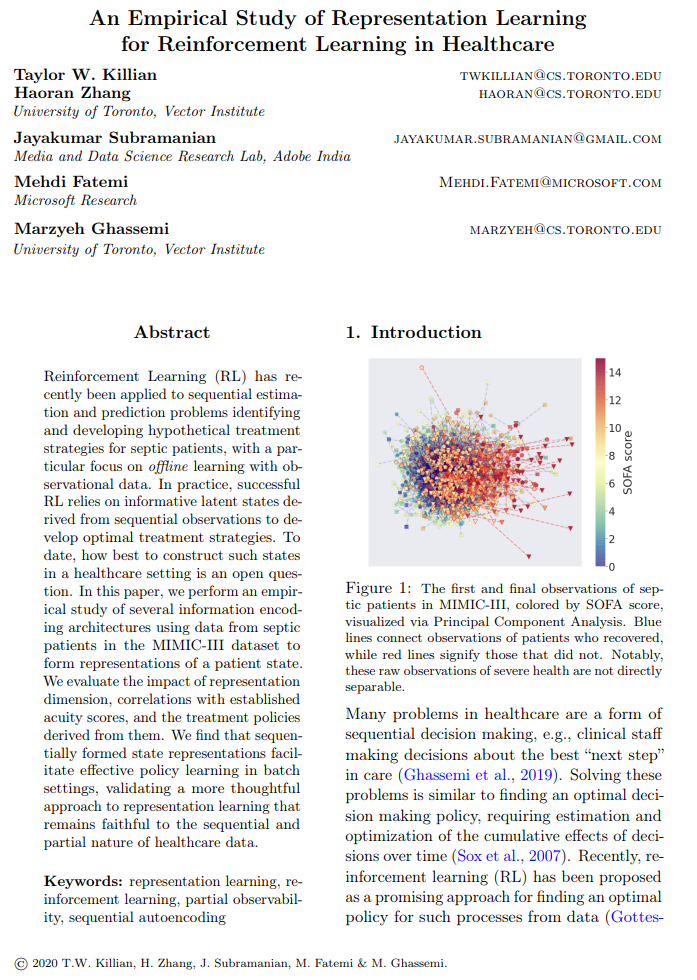 An Empirical Study of Representation Learning
for Reinforcement Learning in Healthcare
Taylor W. Killian twkillian@cs.toronto.edu
Haoran Zhang haoran@cs.toronto.edu
University of Toronto, Vector Institute
Jayakumar Subramanian jayakumar.subramanian@gmail.com
Media and Data Science Research Lab, Adobe India
Mehdi Fatemi Mehdi.Fatemi@microsoft.com
Microsoft Research
Marzyeh Ghassemi marzyeh@cs.toronto.edu
University of Toronto, Vector Institute
Abstract
Reinforcement Learning (RL) has re-
cently been applied to sequential estima-
tion and prediction problems identifying
and developing hypothetical treatment
strategies for septic patients, with a par-
ticular focus on offline learning with ob-
servational data. In practice, successful
RL relies on informative latent states de-
rived from sequential observations to de-
velop optimal treatment strategies. To
date, how best to construct such states
in a healthcare setting is an open ques-
tion. In this paper, we perform an empir-
ical study of several information encod-
ing architectures using data from septic
patients in the MIMIC-III dataset to
form representations of a patient state.
We evaluate the impact of representation
dimension, correlations with established
acuity scores, and the treatment policies
derived from them. We find that sequen-
tially formed state representations facil-
itate effective policy learning in batch
settings, validating a more thoughtful
approach to representation learning that
remains faithful to the sequential and
partial nature of healthcare data.
Keywords: representation learning, re-
inforcement learning, partial observabil-
ity, sequential autoencoding
1. Introduction
14
12
10
8
6
4
2
0
SOFA score
Figure 1: The first and final observations of sep-
tic patients in MIMIC-III, colored by SOFA score,
visualized via Principal Component Analysis. Blue
lines connect observations of patients who recovered,
while red lines signify those that did not. Notably,
these raw observations of severe health are not directly
separable.
Many problems in healthcare are a form of
sequential decision making, e.g., clinical staff
making decisions about the best “next step”
in care (Ghassemi et al., 2019). Solving these
problems is similar to finding an optimal deci-
sion making policy, requiring estimation and
optimization of the cumulative effects of deci-
sions over time (Sox et al., 2007). Recently, re-
inforcement learning (RL) has been proposed
as a promising approach for finding an optimal
policy for such processes from data (Gottes-
© 2020 T.W. Killian, H. Zhang, J. Subramanian, M. Fatemi & M. Ghassemi.